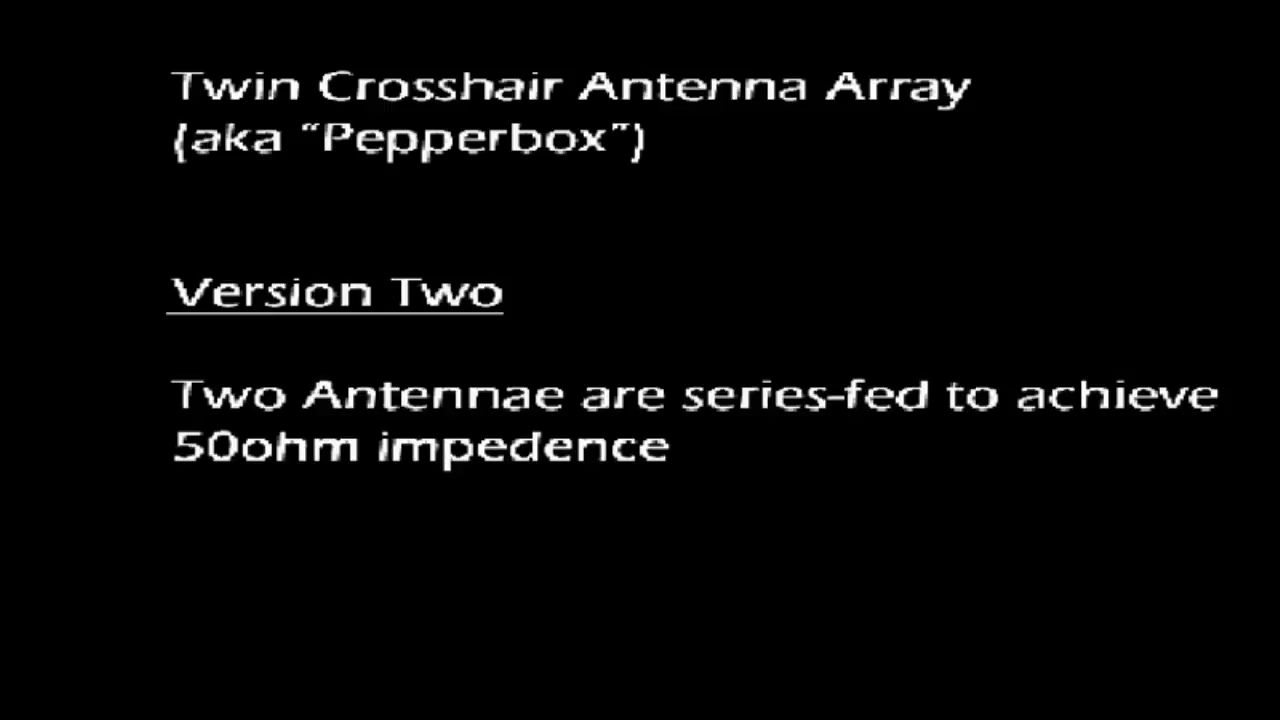 Twin Crosshair Antenna Array
(aka “Pepperbox”)
Version Two
Two Antennae are series-fed to achieve
50ohm impedence